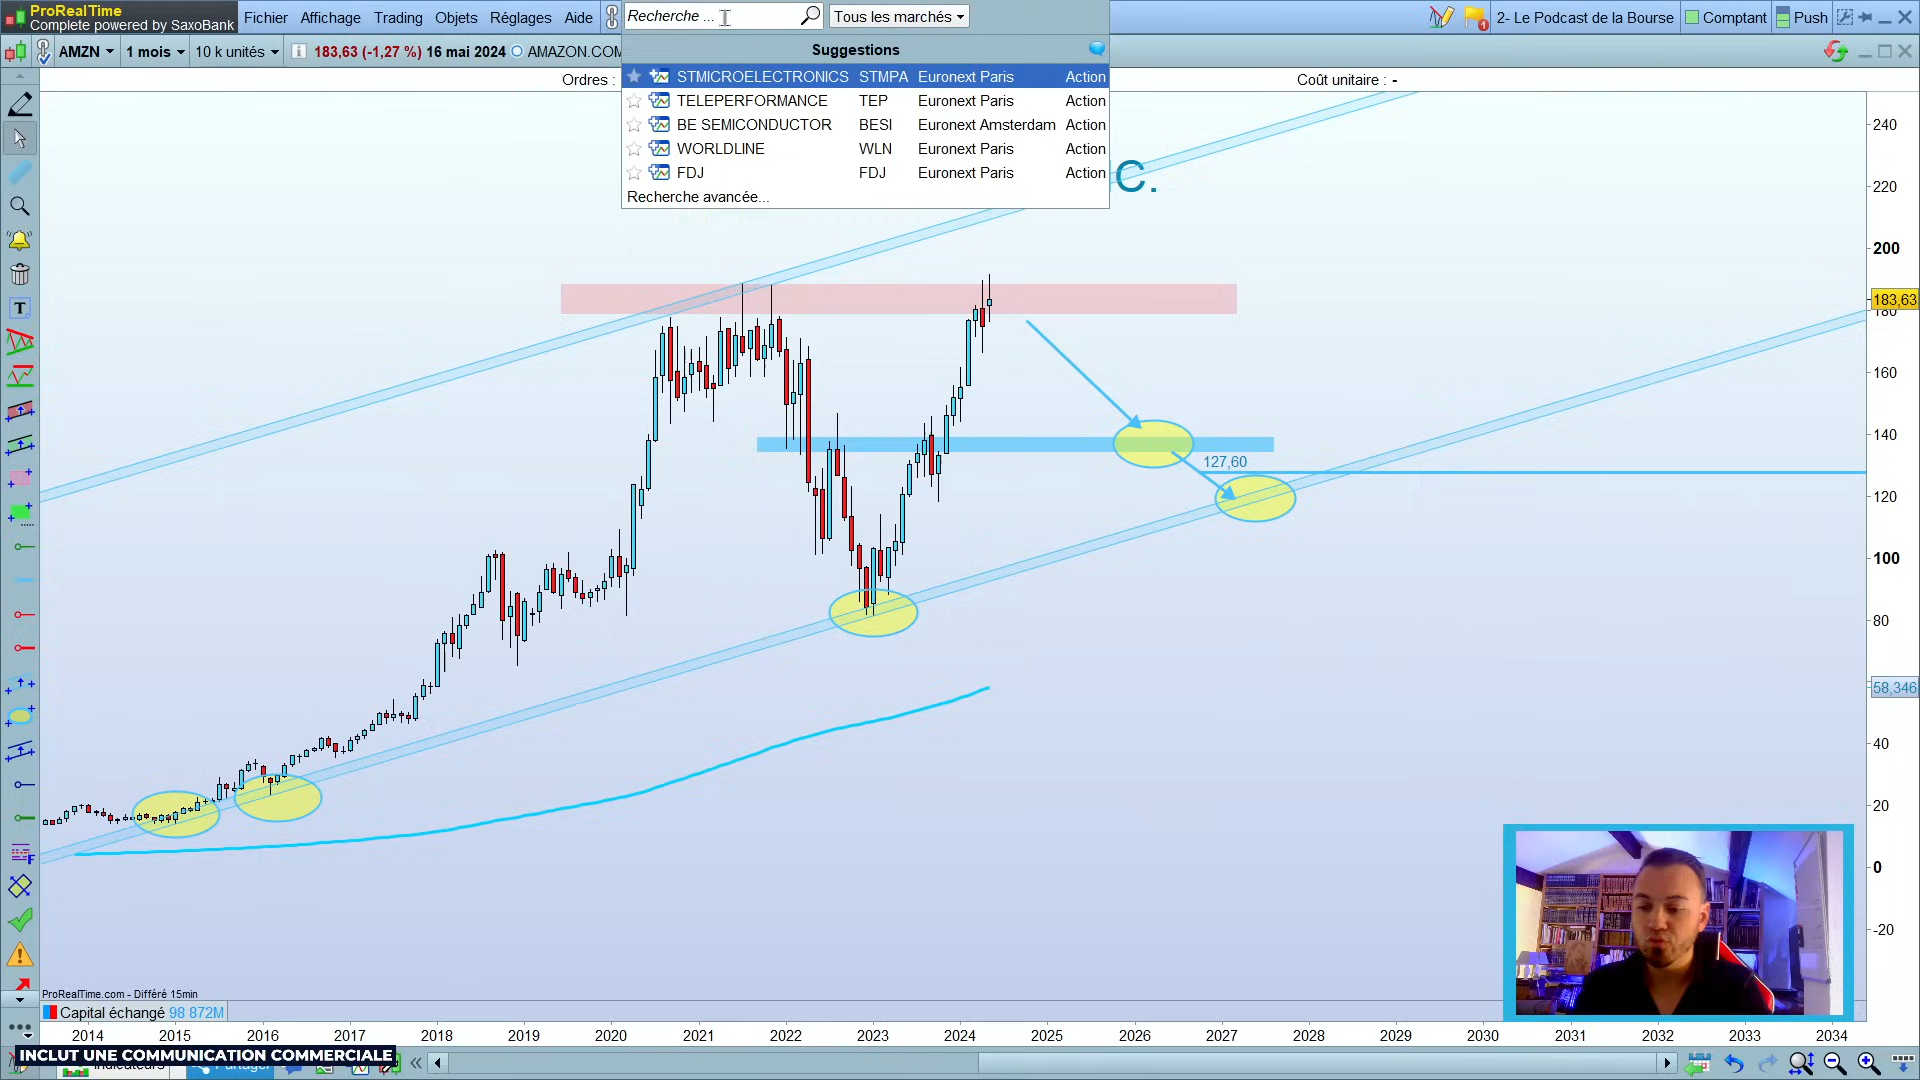 ProRealTime
Complete powered by SaxoBank
Fichier Affichage Trading Objets Réglages Aide
Recherche ...
Tous les marchés
1
2- Le Podcast de la Bourse
Comptant
Push
AMZN
1 mois
10 k unités
183,63 (-1,27 %) 16 mai 2024
AMAZON.COM
Suggestions
STMICROELECTRONICS STMPA Euronext Paris Action
TELEPERFORMANCE TEP Euronext Paris Action
BE SEMICONDUCTOR BESI Euronext Amsterdam Action
WORLDLINE WLN Euronext Paris Action
FDJ FDJ Euronext Paris Action
Recherche avancée...
Ordres :
Coût unitaire : -
C.
240
220
200
183,63
180
160
140
127,60
120
100
80
58,346
40
20
0
-20
T
F
ProRealTime.com - Différé 15min
Capital échangé 98 872M
2014 2015 2016 2017 2018 2019 2020 2021 2022 2023 2024 2025 2026 2027 2028 2029 2030 2031 2032 2033 2034
INCLUT UNE COMMUNICATION COMMERCIALE
Indicateurs
Partager